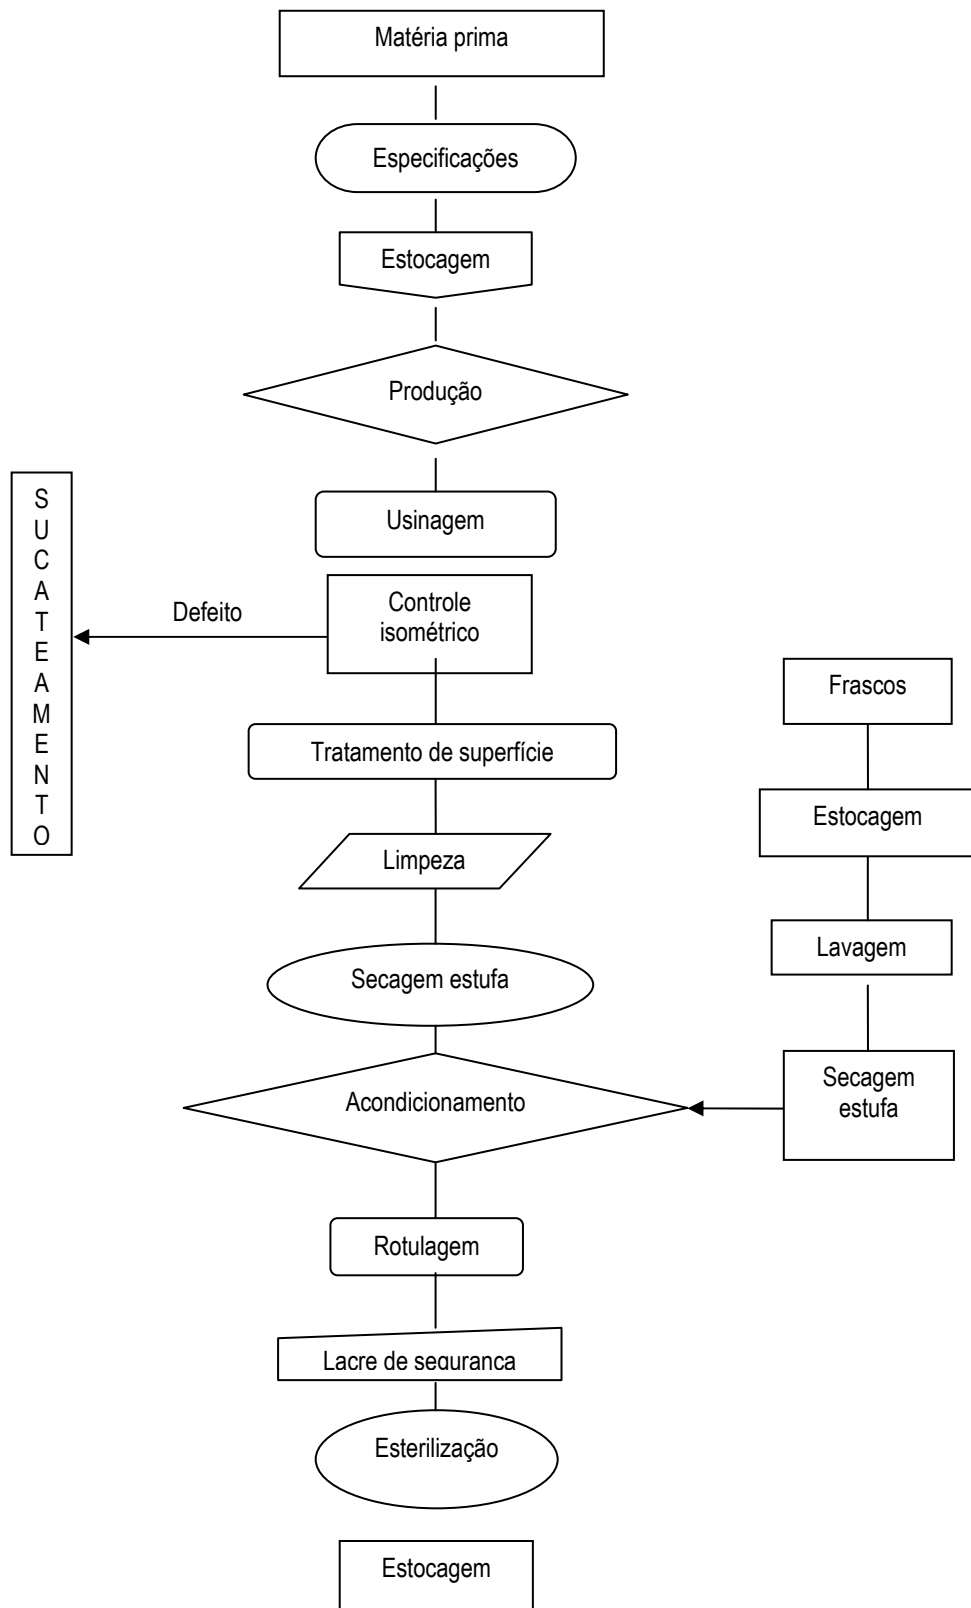 Matéria prima
Especificações
Estocagem
Produção
Usinagem
Controle
isométrico
Defeito
S
U
C
A
T
E
A
M
E
N
T
O
Tratamento de superfície
Limpeza
Secagem estufa
Frascos
Estocagem
Lavagem
Secagem
estufa
Acondicionamento
Rotulagem
Lacre de segurança
Esterilização
Estocagem